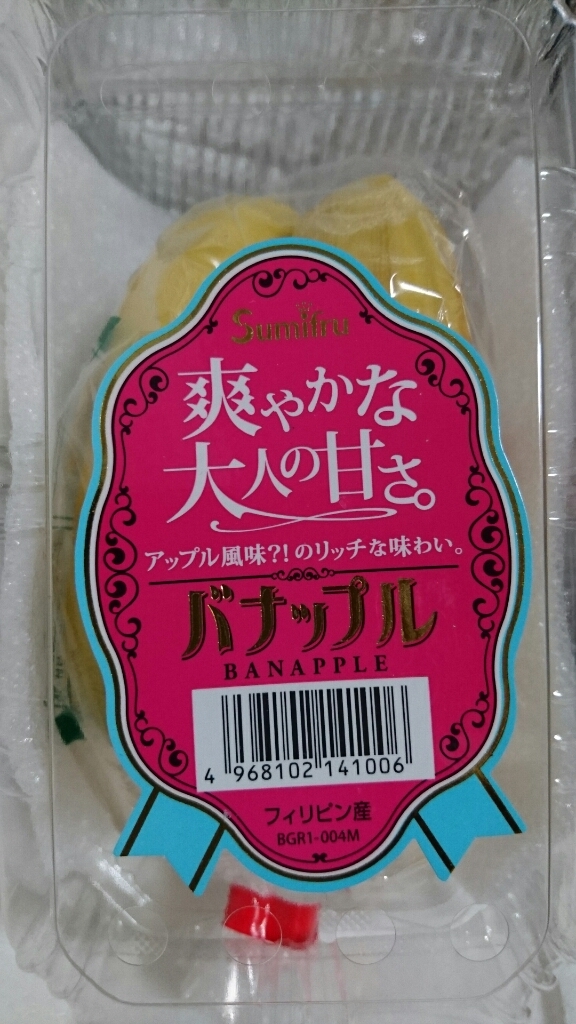 Sumifru
爽やかな
大人の甘さ。
アップル風味?!のリッチな味わい。
バナップル
BANAPPLE
4 968102 141006
フィリピン産
BGR1-004M